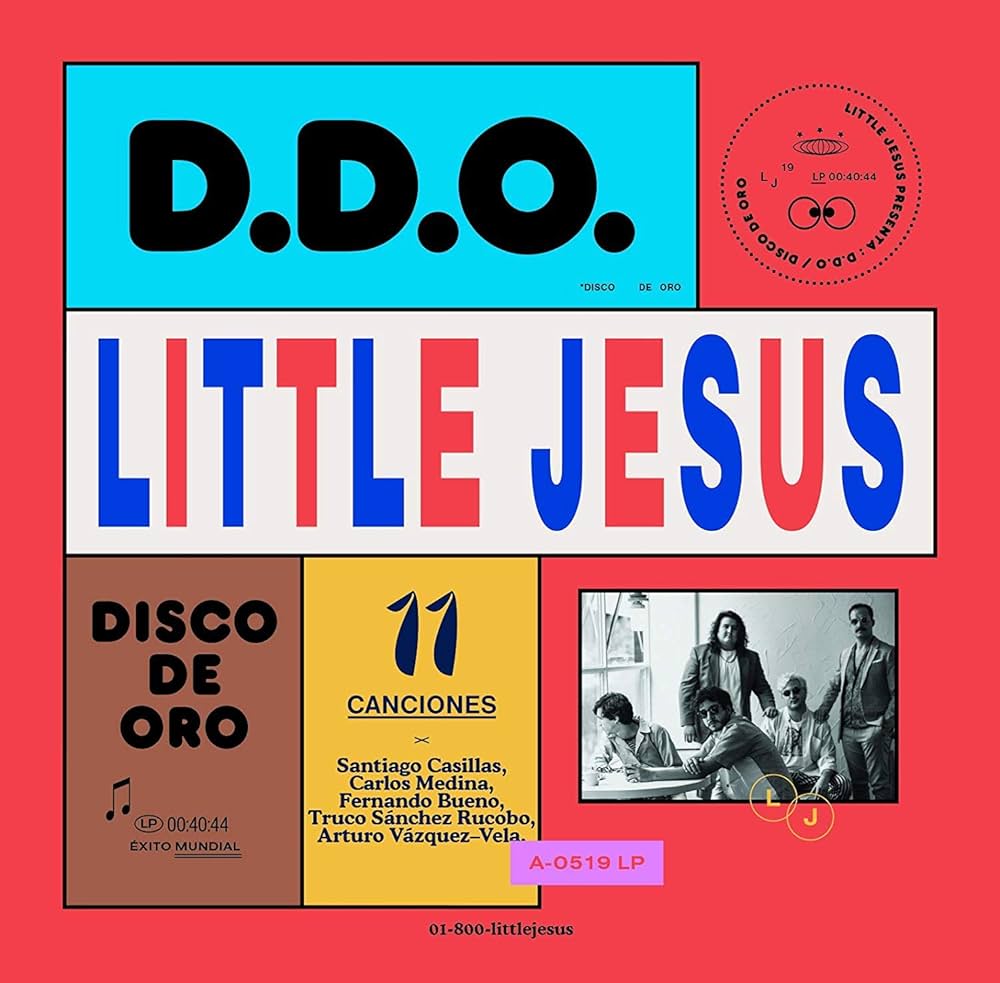 D.D.O.
*DISCO DE ORO
LITTLE JESUS PRESENTA: D.D.O / DISCO DE ORO
L J 19
LP 00:40:44
LITTLE JESUS
DISCO
DE
ORO
LP 00:40:44
ÉXITO MUNDIAL
11
CANCIONES
Santiago Casillas,
Carlos Medina,
Fernando Bueno,
Truco Sánchez Rucobo,
Arturo Vázquez–Vela.
L J
A-0519 LP
01-800-littlejesus